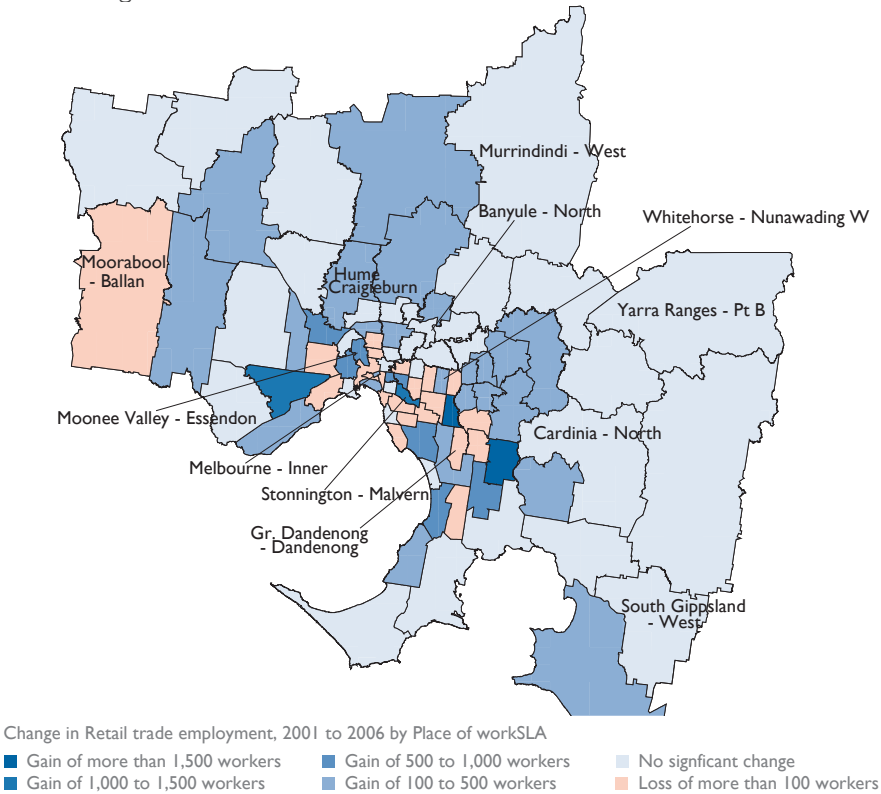 Murrindindi - West
Banyule - North
Whitehorse - Nunawading W
Moorabool
- Ballan
Hume
Craigieburn
Yarra Ranges - Pt B
Moonee Valley - Essendon
Cardinia - North
Melbourne - Inner
Stonnington - Malvern
Gr. Dandenong
- Dandenong
South Gippsland
- West
Change in Retail trade employment, 2001 to 2006 by Place of workSLA
Gain of more than 1,500 workers
Gain of 500 to 1,000 workers
No signficant change
Gain of 1,000 to 1,500 workers
Gain of 100 to 500 workers
Loss of more than 100 workers